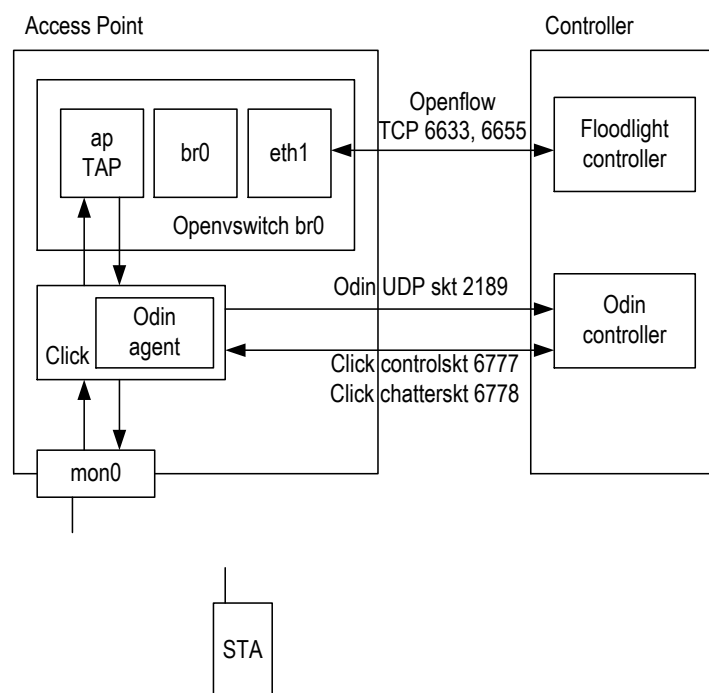 Access Point
Controller
Openflow
TCP 6633, 6655
ap
TAP
br0
eth1
Openvswitch br0
Floodlight
controller
Odin UDP skt 2189
Odin
agent
Click
Click controlskt 6777
Click chatterskt 6778
Odin
controller
mon0
STA